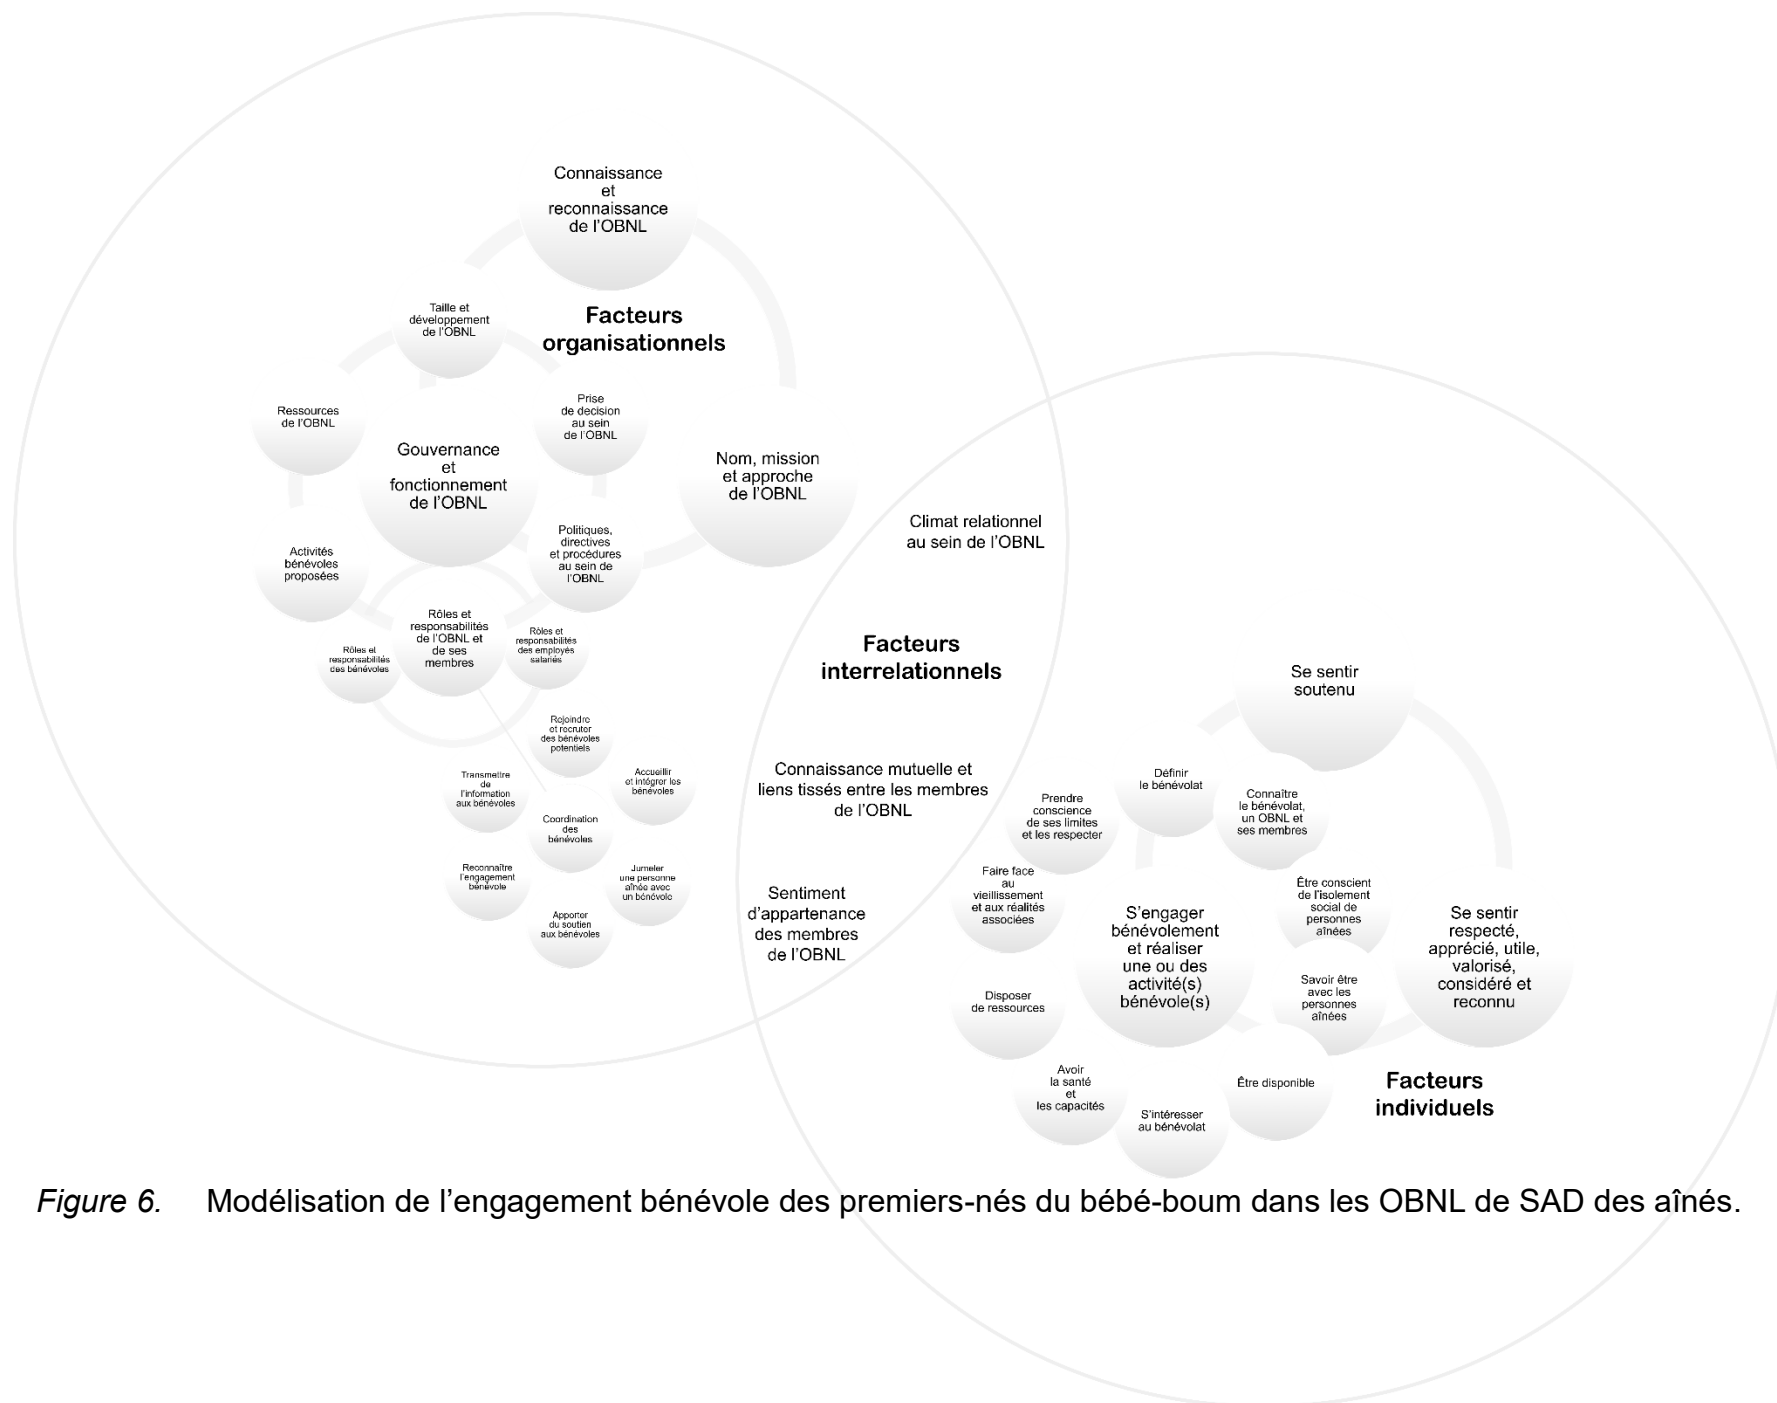 Connaissance
et
reconnaissance
de l'OBNL
Facteurs
organisationnels
Taille et
développement
de l'OBNL
Ressources
de l'OBNL
Prise
de decision
au sein
de l'OBNL
Gouvernance
et
fonctionnement
de l'OBNL
Nom, mission
et approche
de l'OBNL
Activités
bénévoles
proposées
Politiques,
directives
et procédures
au sein de
l'OBNL
Rôles et
responsabilités
de l'OBNL et
de ses
membres
Rôles et
responsabilités
des bénévoles
Rôles et
responsabilités
des employés
salariés
Rejoindre
et recruter
des bénévoles
potentiels
Transmettre
de
l'information
aux bénévoles
Accueillir
et intégrer les
bénévoles
Coordination
des
bénévoles
Reconnaître
l'engagement
bénévole
Jumeler
une personne
aînée avec
un bénévole
Apporter
du soutien
aux bénévoles
Climat relationnel
au sein de l'OBNL
Facteurs
interrelationnels
Connaissance mutuelle et
liens tissés entre les membres
de l'OBNL
Sentiment
d'appartenance
des membres
de l'OBNL
Se sentir
soutenu
Définir
le bénévolat
Connaître
le bénévolat,
un OBNL et
ses membres
Prendre
conscience
de ses limites
et les respecter
Faire face
au
vieillissement
et aux réalités
associées
Être conscient
de l'isolement
social de
personnes
aînées
S'engager
bénévolement
et réaliser
une ou des
activité(s)
bénévole(s)
Se sentir
respecté,
apprécié, utile,
valorisé,
considéré et
reconnu
Savoir être
avec les
personnes
aînées
Disposer
de ressources
Avoir
la santé
et
les capacités
S'intéresser
au bénévolat
Être disponible
Facteurs
individuels
Figure 6. Modélisation de l'engagement bénévole des premiers-nés du bébé-boum dans les OBNL de SAD des aînés.